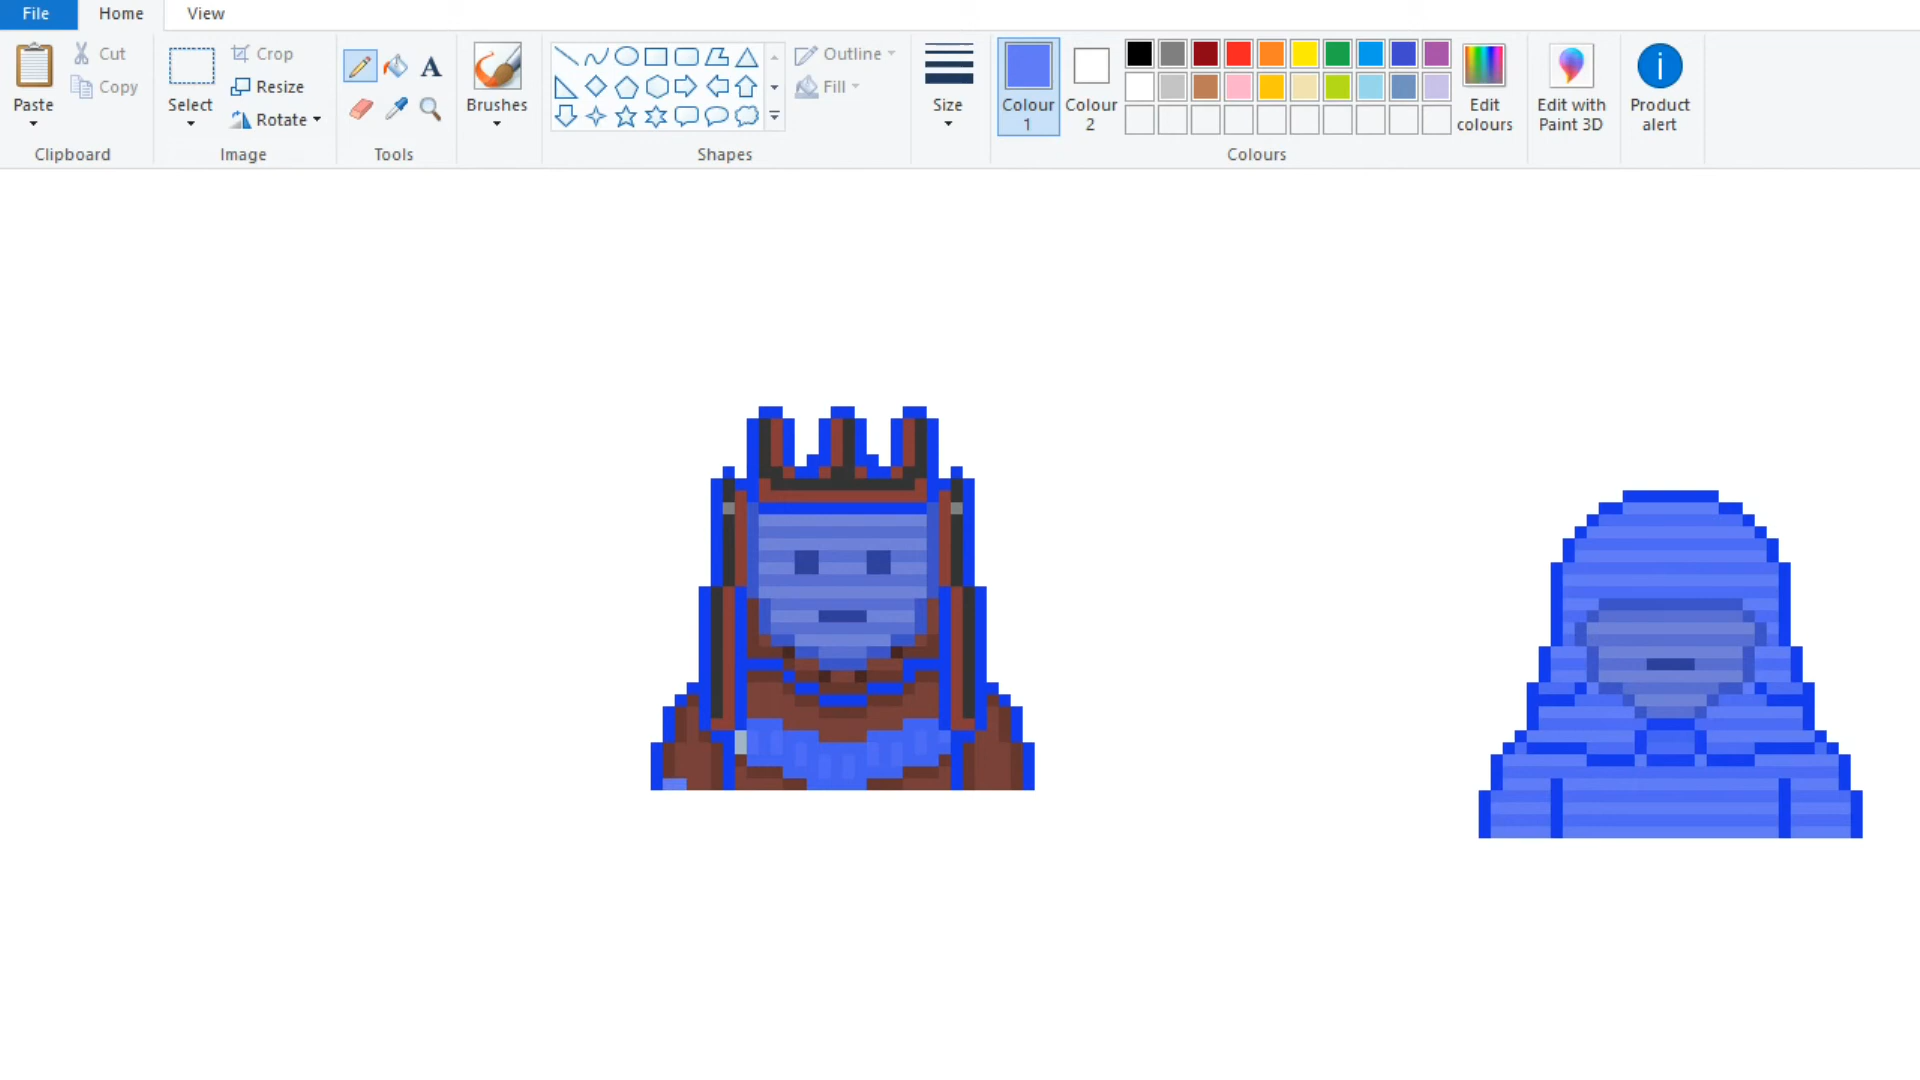 File Home View
Paste
Cut
Copy
Clipboard
Select
Crop
Resize
Rotate
Image
A
Tools
Brushes
Shapes
Outline
Fill
Size
Colour 1
Colour 2
Edit colours
Colours
Edit with Paint 3D
Product alert